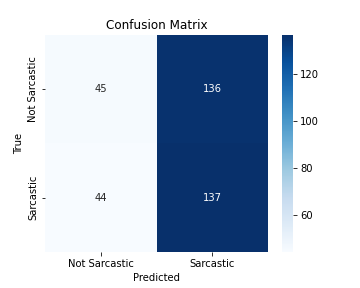 Confusion Matrix
Not Sarcastic
45
136
120
100
True
80
Sarcastic
44
137
60
Not Sarcastic
Sarcastic
Predicted